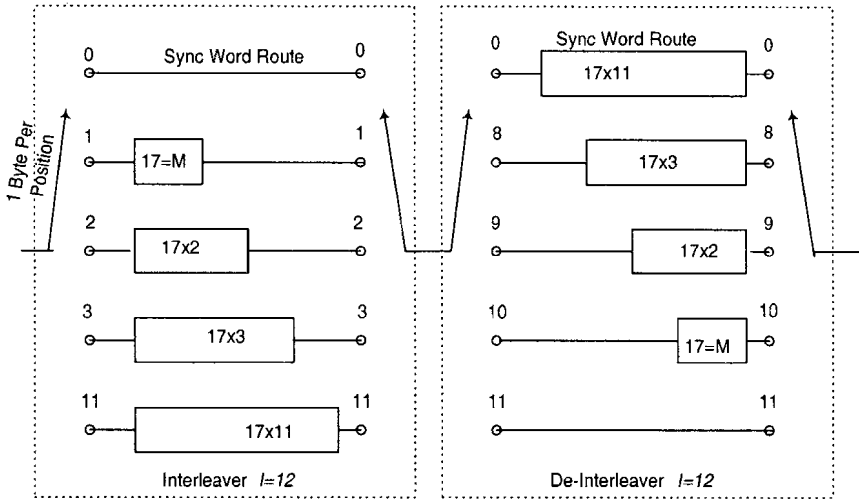 0 Sync Word Route 0
1 17=M 1
2 17x2 2
3 17x3 3
11 17x11 11
1 Byte Per
Position
Interleaver I=12
0 Sync Word Route 0
17x11
8 17x3 8
9 17x2 9
10 17=M 10
11 11
De-Interleaver I=12